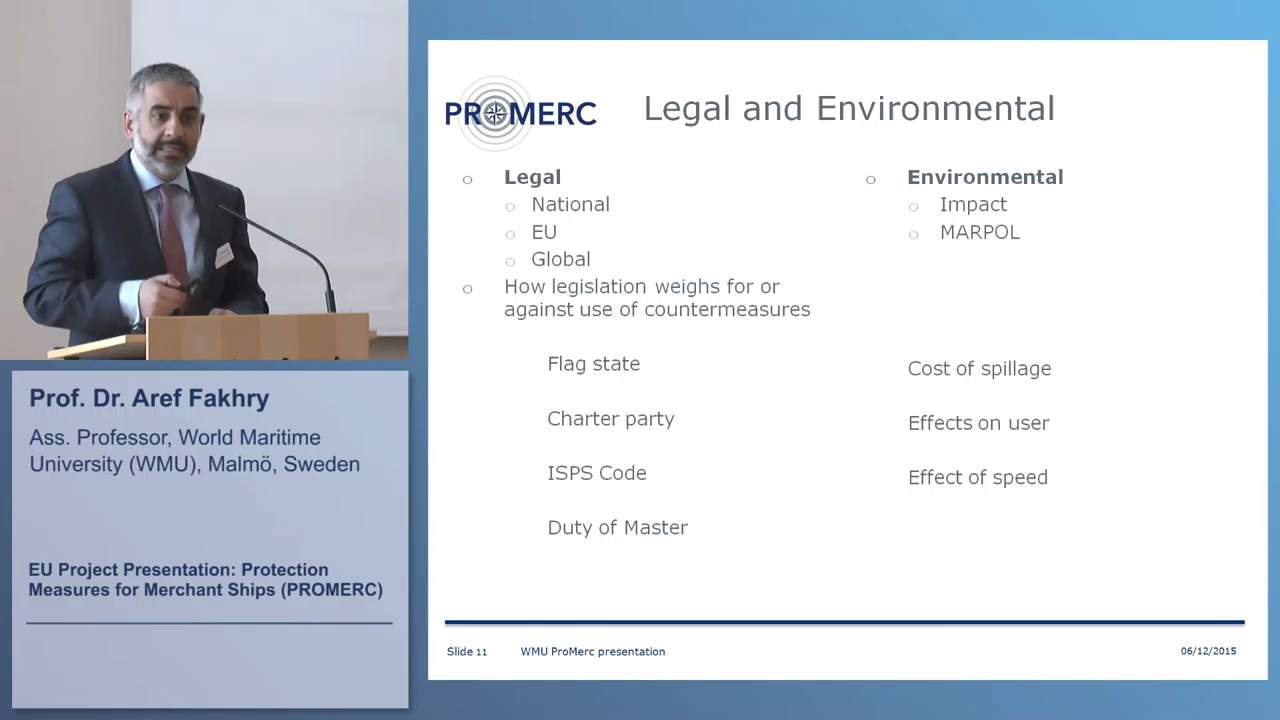 PROMERC
Legal and Environmental
Legal
National
EU
Global
How legislation weighs for or
against use of countermeasures
Flag state
Charter party
ISPS Code
Duty of Master
Environmental
Impact
MARPOL
Cost of spillage
Effects on user
Effect of speed
Slide 11
WMU ProMerc presentation
06/12/2015
Prof. Dr. Aref Fakhry
Ass. Professor, World Maritime
University (WMU), Malmö, Sweden
EU Project Presentation: Protection
Measures for Merchant Ships (PROMERC)